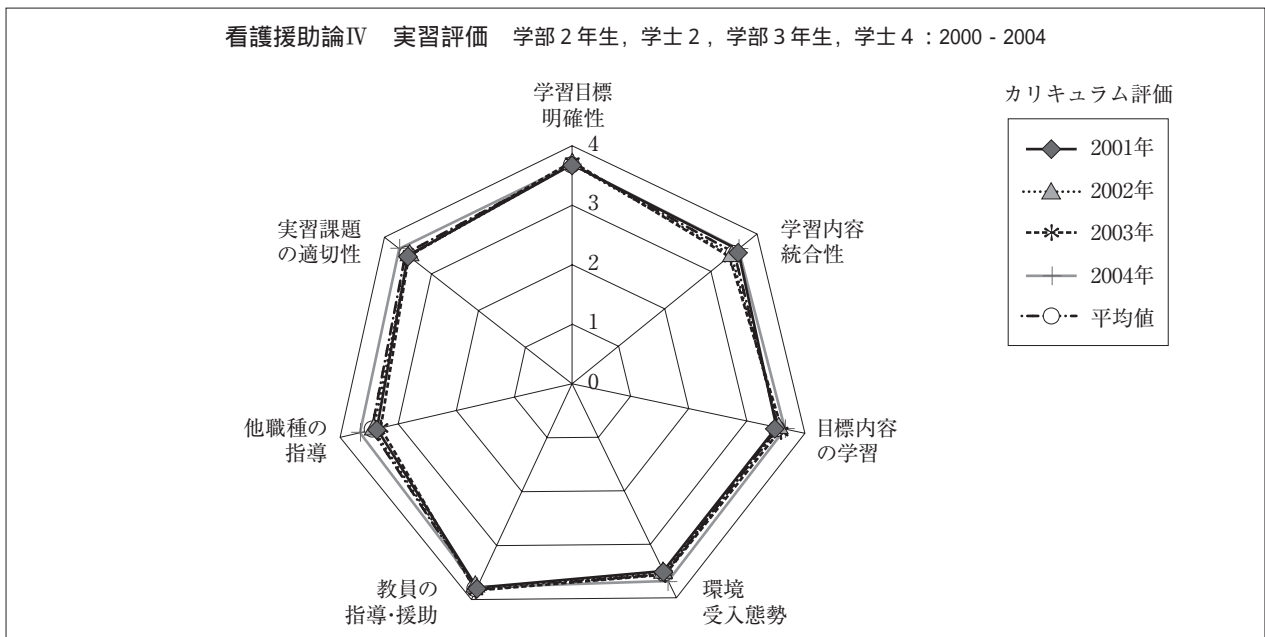 看護援助論Ⅳ 実習評価 学部2年生,学士2,学部3年生,学士4:2000-2004
学習目標
明確性
カリキュラム評価
4
2001年
2002年
2003年
2004年
平均値
実習課題
の適切性
3
学習内容
統合性
2
1
0
他職種の
指導
目標内容
の学習
教員の
指導・援助
環境
受入態勢